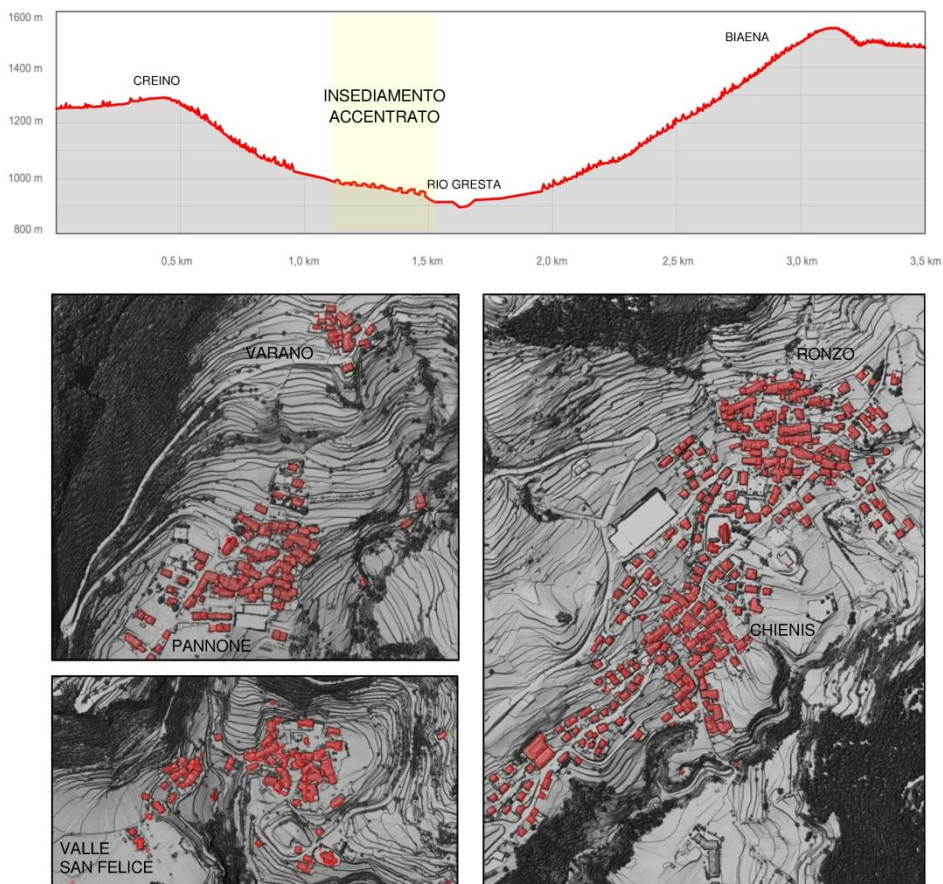 1600 m
1400 m
1200 m
1000 m
800 m
CREINO
INSEDIAMENTO
ACCENTRATO
RIO GRESTA
BIAENA
0,5 km
1,0 km
1,5 km
2,0 km
2,5 km
3,0 km
3,5 km
VARANO
PANNONE
VALLE
SAN FELICE
RONZO
CHIENIS